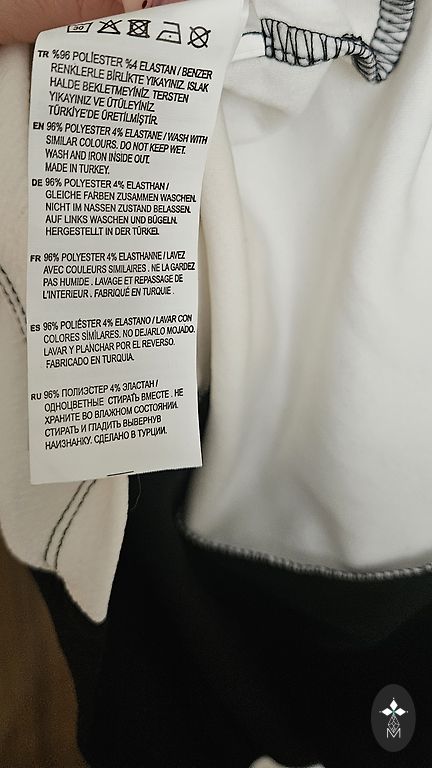 30
TR %96 POLİESTER %4 ELASTAN / BENZER
RENKLERLE BİRLİKTE YIKAYINIZ. ISLAK
HALDE BEKLETMEYİNİZ. TERSTEN
YIKAYINIZ VE ÜTÜLEYİNİZ.
TÜRKİYE'DE ÜRETİLMİŞTİR.
EN 96% POLYESTER 4% ELASTANE / WASH WITH
SIMILAR COLOURS. DO NOT KEEP WET.
WASH AND IRON INSIDE OUT.
MADE IN TURKEY.
DE 96% POLYESTER 4% ELASTHAN /
GLEICHE FARBEN ZUSAMMEN WASCHEN.
NICHT IM NASSEN ZUSTAND BELASSEN.
AUF LINKS WASCHEN UND BÜGELN.
HERGESTELLT IN DER TÜRKEI.
FR 96% POLYESTER 4% ELASTHANNE / LAVEZ
AVEC COULEURS SIMILAIRES . NE LA GARDEZ
PAS HUMIDE . LAVAGE ET REPASSAGE DE
L'INTERIEUR . FABRIQUÉ EN TURQUIE .
ES 96% POLIÉSTER 4% ELASTANO / LAVAR CON
COLORES SÍMILARES. NO DEJARLO MOJADO.
LAVAR Y PLANCHAR POR EL REVERSO.
FABRICADO EN TURQUIA.
RU 96% ПОЛИЭСТЕР 4% ЭЛАСТАН /
ОДНОЦВЕТНЫЕ СТИРАТЬ ВМЕСТЕ . НЕ
ХРАНИТЕ ВО ВЛАЖНОМ СОСТОЯНИИ.
СТИРАТЬ И ГЛАДИТЬ ВЫВЕРНУВ
НАИЗНАНКУ. СДЕЛАНО В ТУРЦИИ.
M